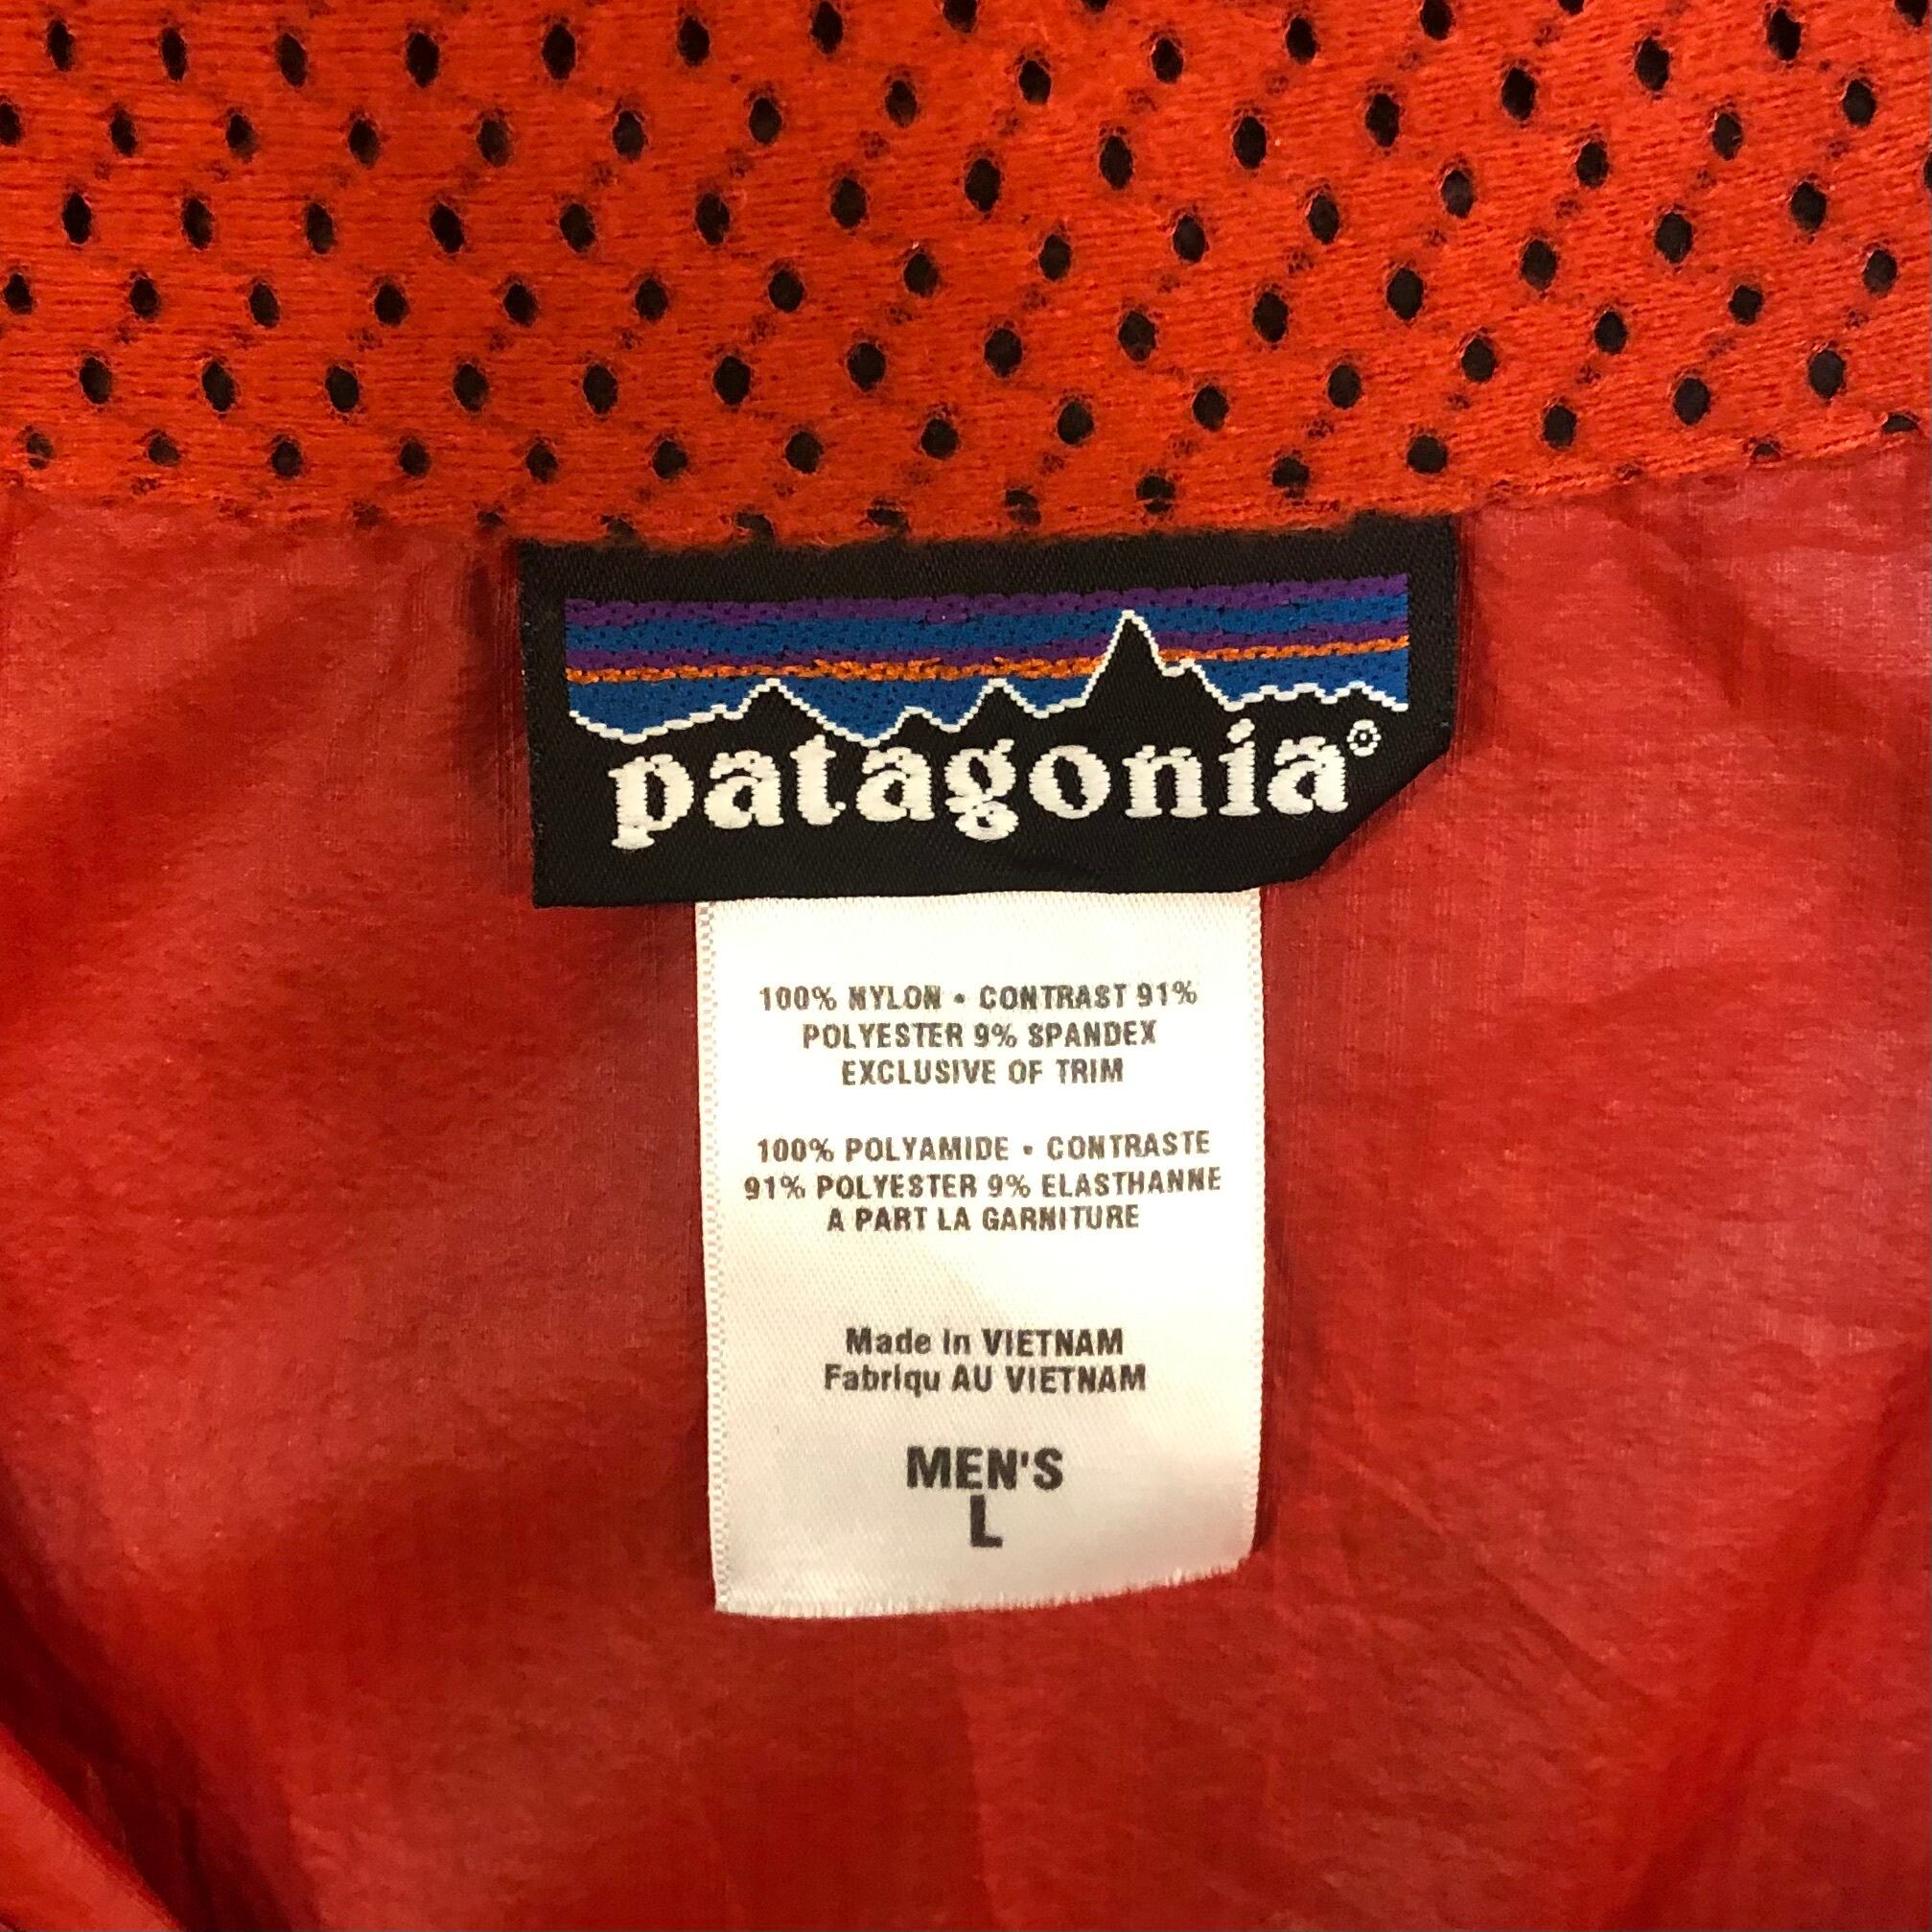 patagonia®
100% NYLON • CONTRAST 91%
POLYESTER 9% SPANDEX
EXCLUSIVE OF TRIM
100% POLYAMIDE • CONTRASTE
91% POLYESTER 9% ELASTHANNE
A PART LA GARNITURE
Made in VIETNAM
Fabriqu AU VIETNAM
MEN'S
L